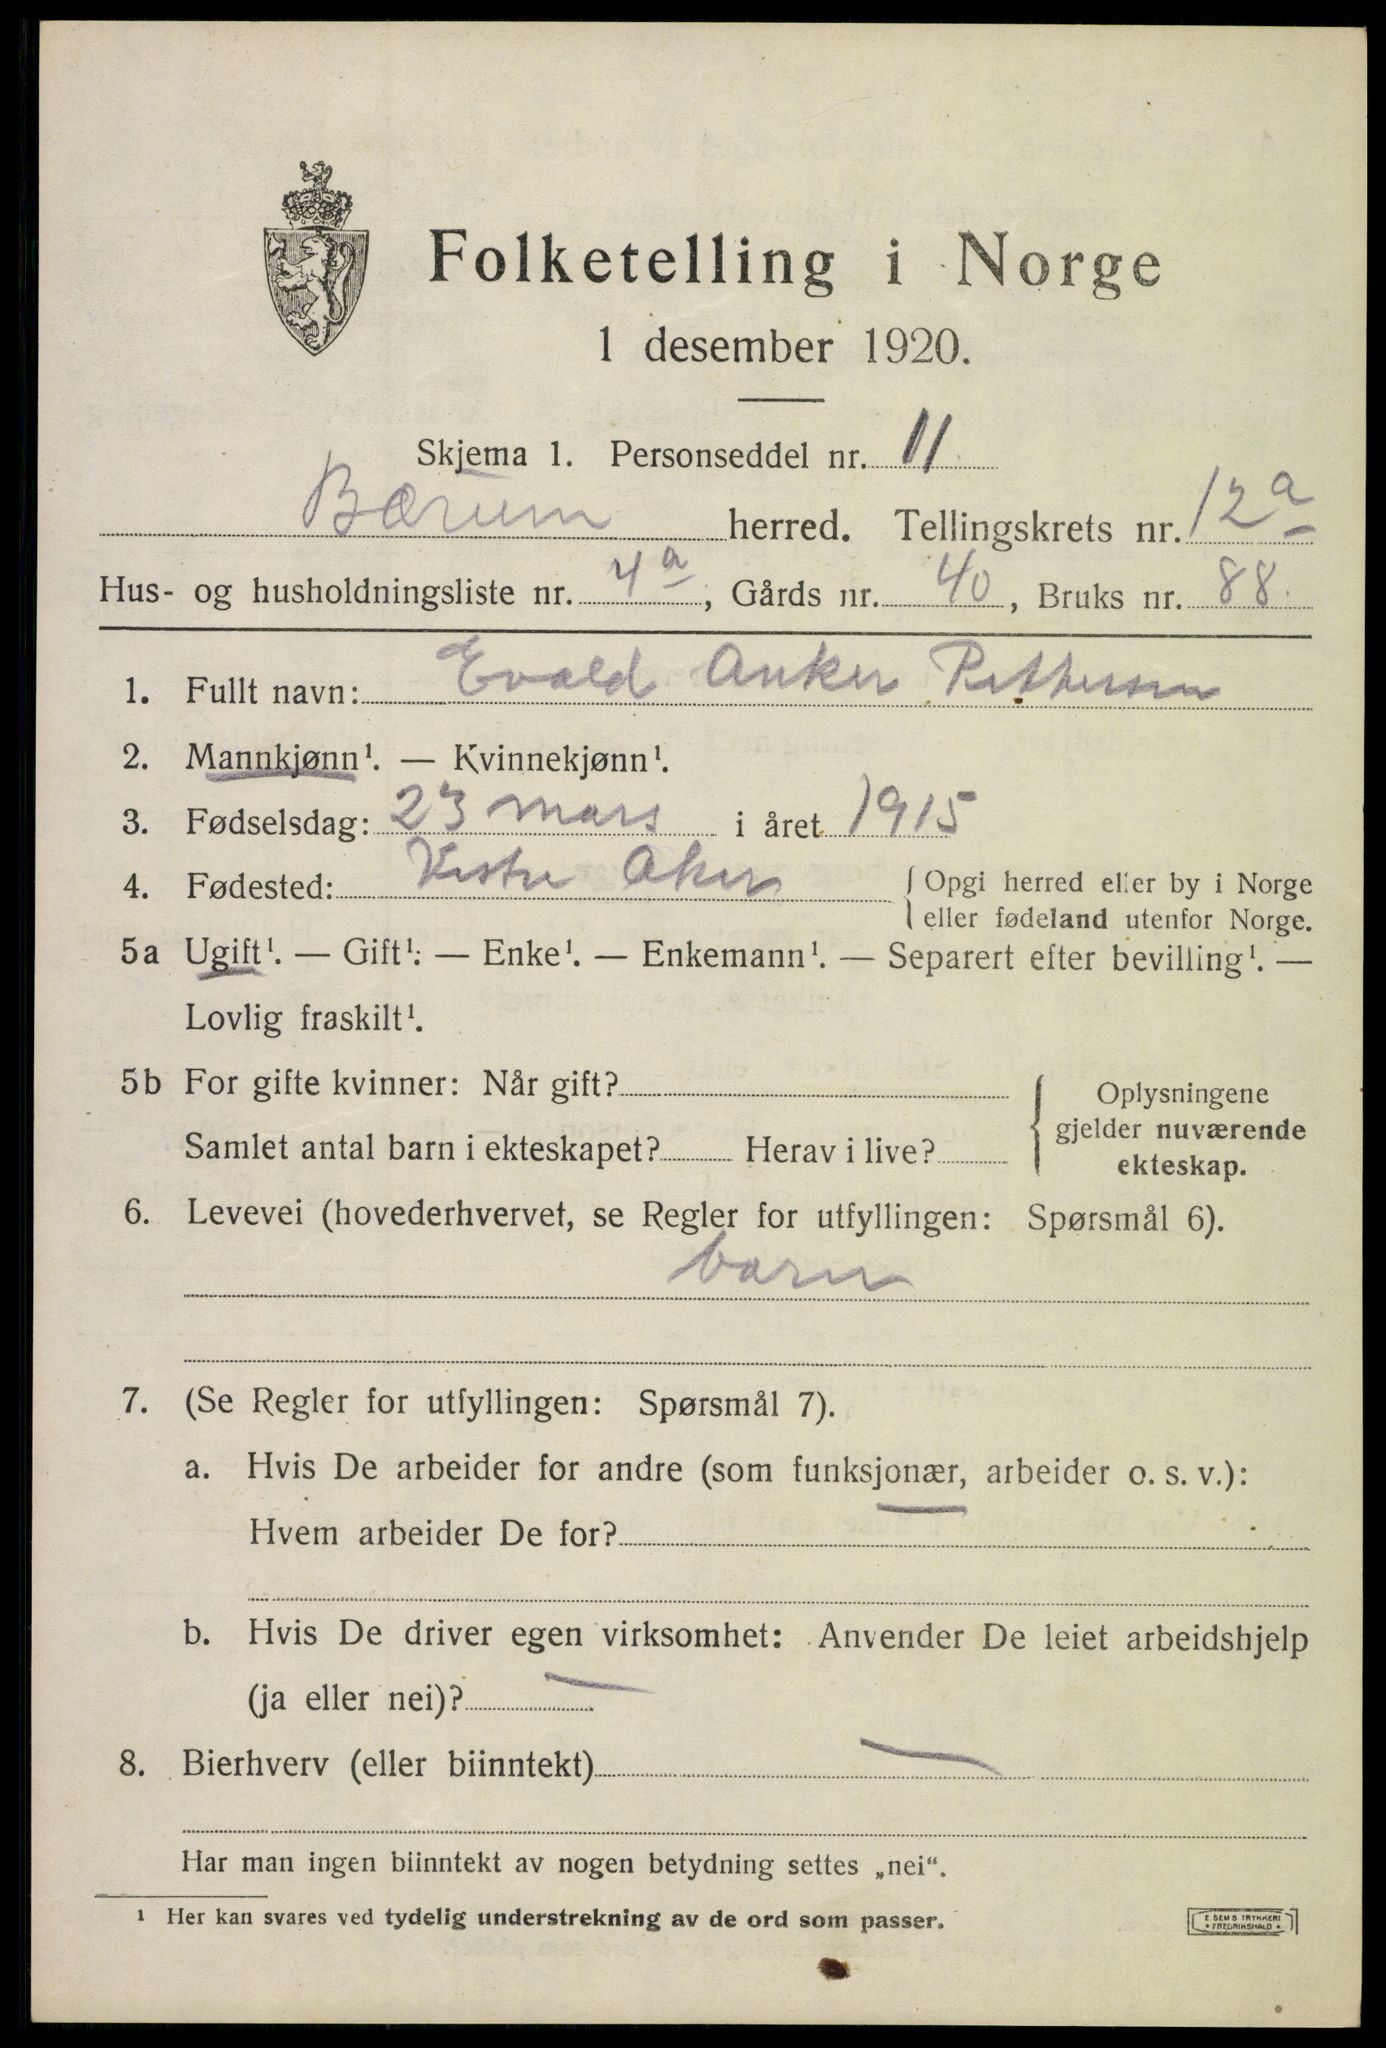 Folketelling i Norge
1 desember 1920.
Skjema 1. Personseddel nr. 11
Bærum herred. Tellingskrets nr. 12a
Hus- og husholdningsliste nr. 4a, Gårds nr. 40, Bruks nr. 88.
1. Fullt navn: Evald Anker Pettersen
2. Mannkjønn¹. — Kvinnekjønn¹.
3. Fødselsdag: 23 mars i året 1915
4. Fødested: Vestre Aker { Opgi herred eller by i Norge
eller fødeland utenfor Norge.
5a Ugift¹. — Gift¹. — Enke¹. — Enkemann¹. — Separert efter bevilling¹. —
Lovlig fraskilt¹.
5b For gifte kvinner: Når gift?
Samlet antal barn i ekteskapet? Herav i live?
{ Oplysningene
gjelder nuværende
ekteskap.
6. Levevei (hovederhvervet, se Regler for utfyllingen: Spørsmål 6).
barn
7. (Se Regler for utfyllingen: Spørsmål 7).
a. Hvis De arbeider for andre (som funksjonær, arbeider o. s. v.):
Hvem arbeider De for? —
b. Hvis De driver egen virksomhet: Anvender De leiet arbeidshjelp
(ja eller nei)? —
8. Bierhverv (eller biinntekt) —
Har man ingen biinntekt av nogen betydning settes „nei“.
¹ Her kan svares ved tydelig understrekning av de ord som passer.
E. SEMS TRYKKERI
• FREDRIKSHALD •